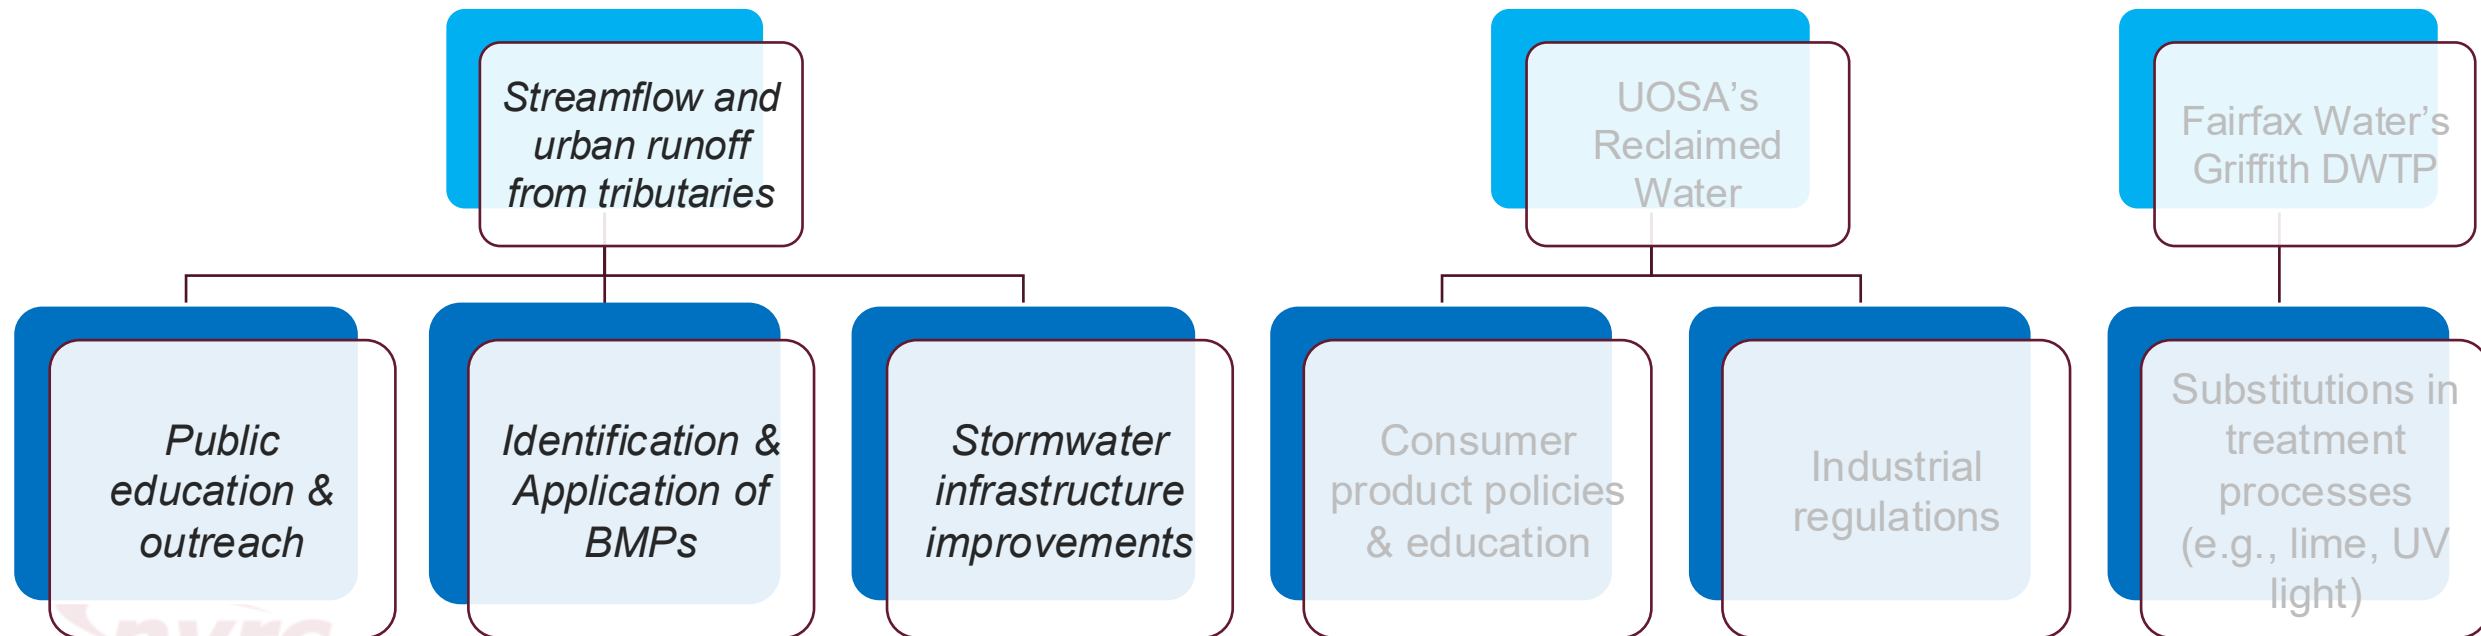 Streamflow and
urban runoff
from tributaries
UOSA’s
Reclaimed
Water
Fairfax Water’s
Griffith DWTP
Public
education &
outreach
Identification &
Application of
BMPs
Stormwater
infrastructure
improvements
Consumer
product policies
& education
Industrial
regulations
Substitutions in
treatment
processes
(e.g., lime, UV
light)